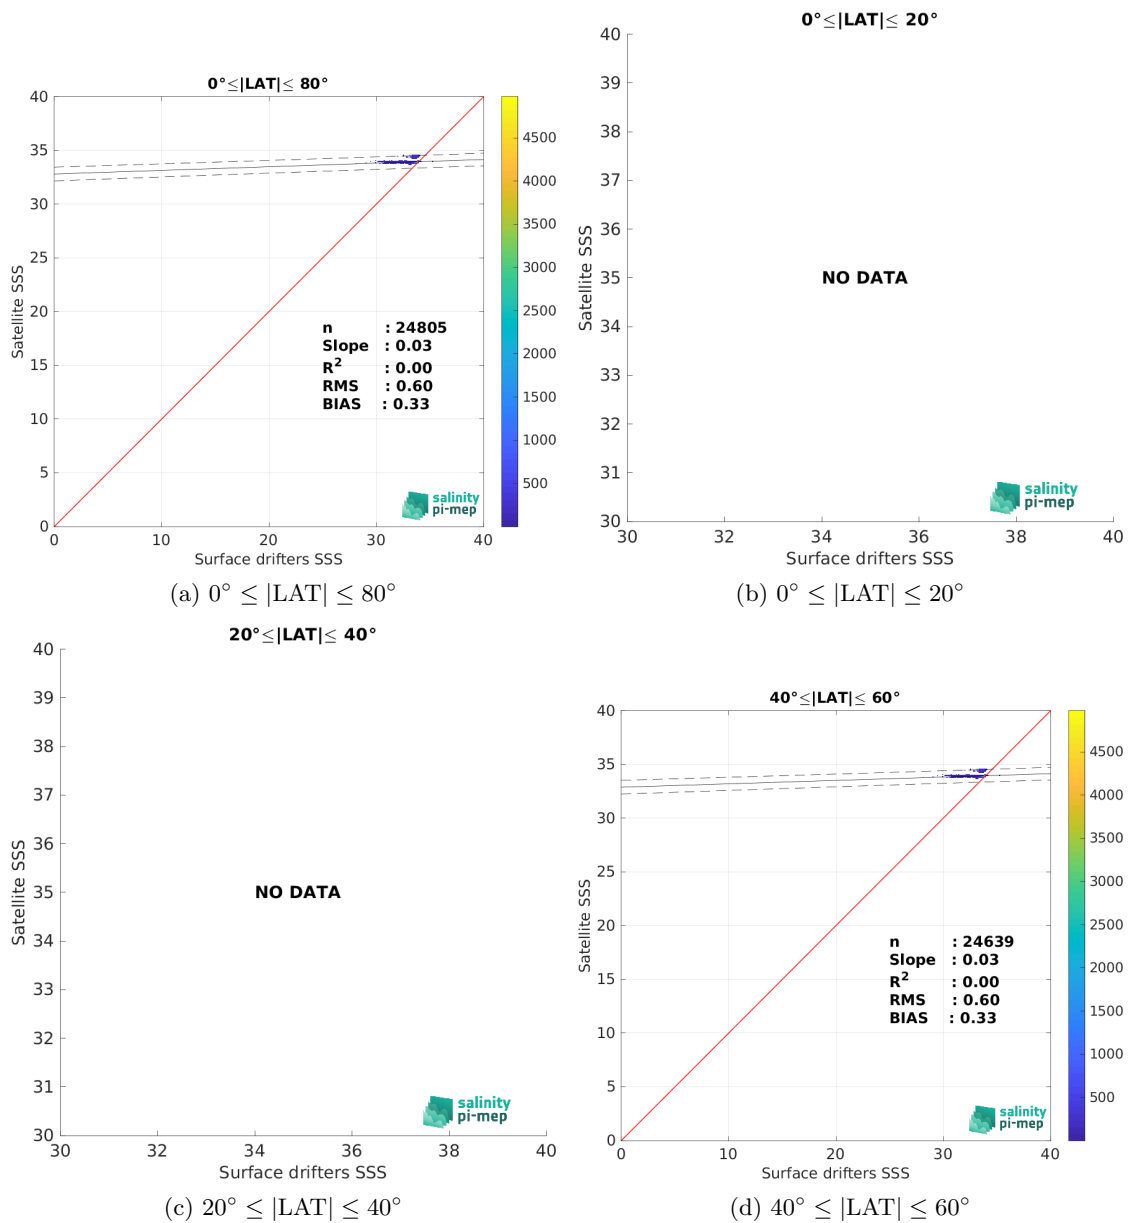 0°≤|LAT|≤ 80°
40
35
30
25
20
15
10
5
0
Satellite SSS
0 10 20 30 40
Surface drifters SSS
4500
4000
3500
3000
2500
2000
1500
1000
500
n : 24805
Slope : 0.03
R² : 0.00
RMS : 0.60
BIAS : 0.33
salinity
pi-mep
(a) 0° ≤ |LAT| ≤ 80°
0°≤|LAT|≤ 20°
40
39
38
37
36
35
34
33
32
31
30
Satellite SSS
NO DATA
salinity
pi-mep
30 32 34 36 38 40
Surface drifters SSS
(b) 0° ≤ |LAT| ≤ 20°
20°≤|LAT|≤ 40°
40
39
38
37
36
35
34
33
32
31
30
Satellite SSS
NO DATA
salinity
pi-mep
30 32 34 36 38 40
Surface drifters SSS
(c) 20° ≤ |LAT| ≤ 40°
40°≤|LAT|≤ 60°
40
35
30
25
20
15
10
5
0
Satellite SSS
0 10 20 30 40
Surface drifters SSS
4500
4000
3500
3000
2500
2000
1500
1000
500
n : 24639
Slope : 0.03
R² : 0.00
RMS : 0.60
BIAS : 0.33
salinity
pi-mep
(d) 40° ≤ |LAT| ≤ 60°